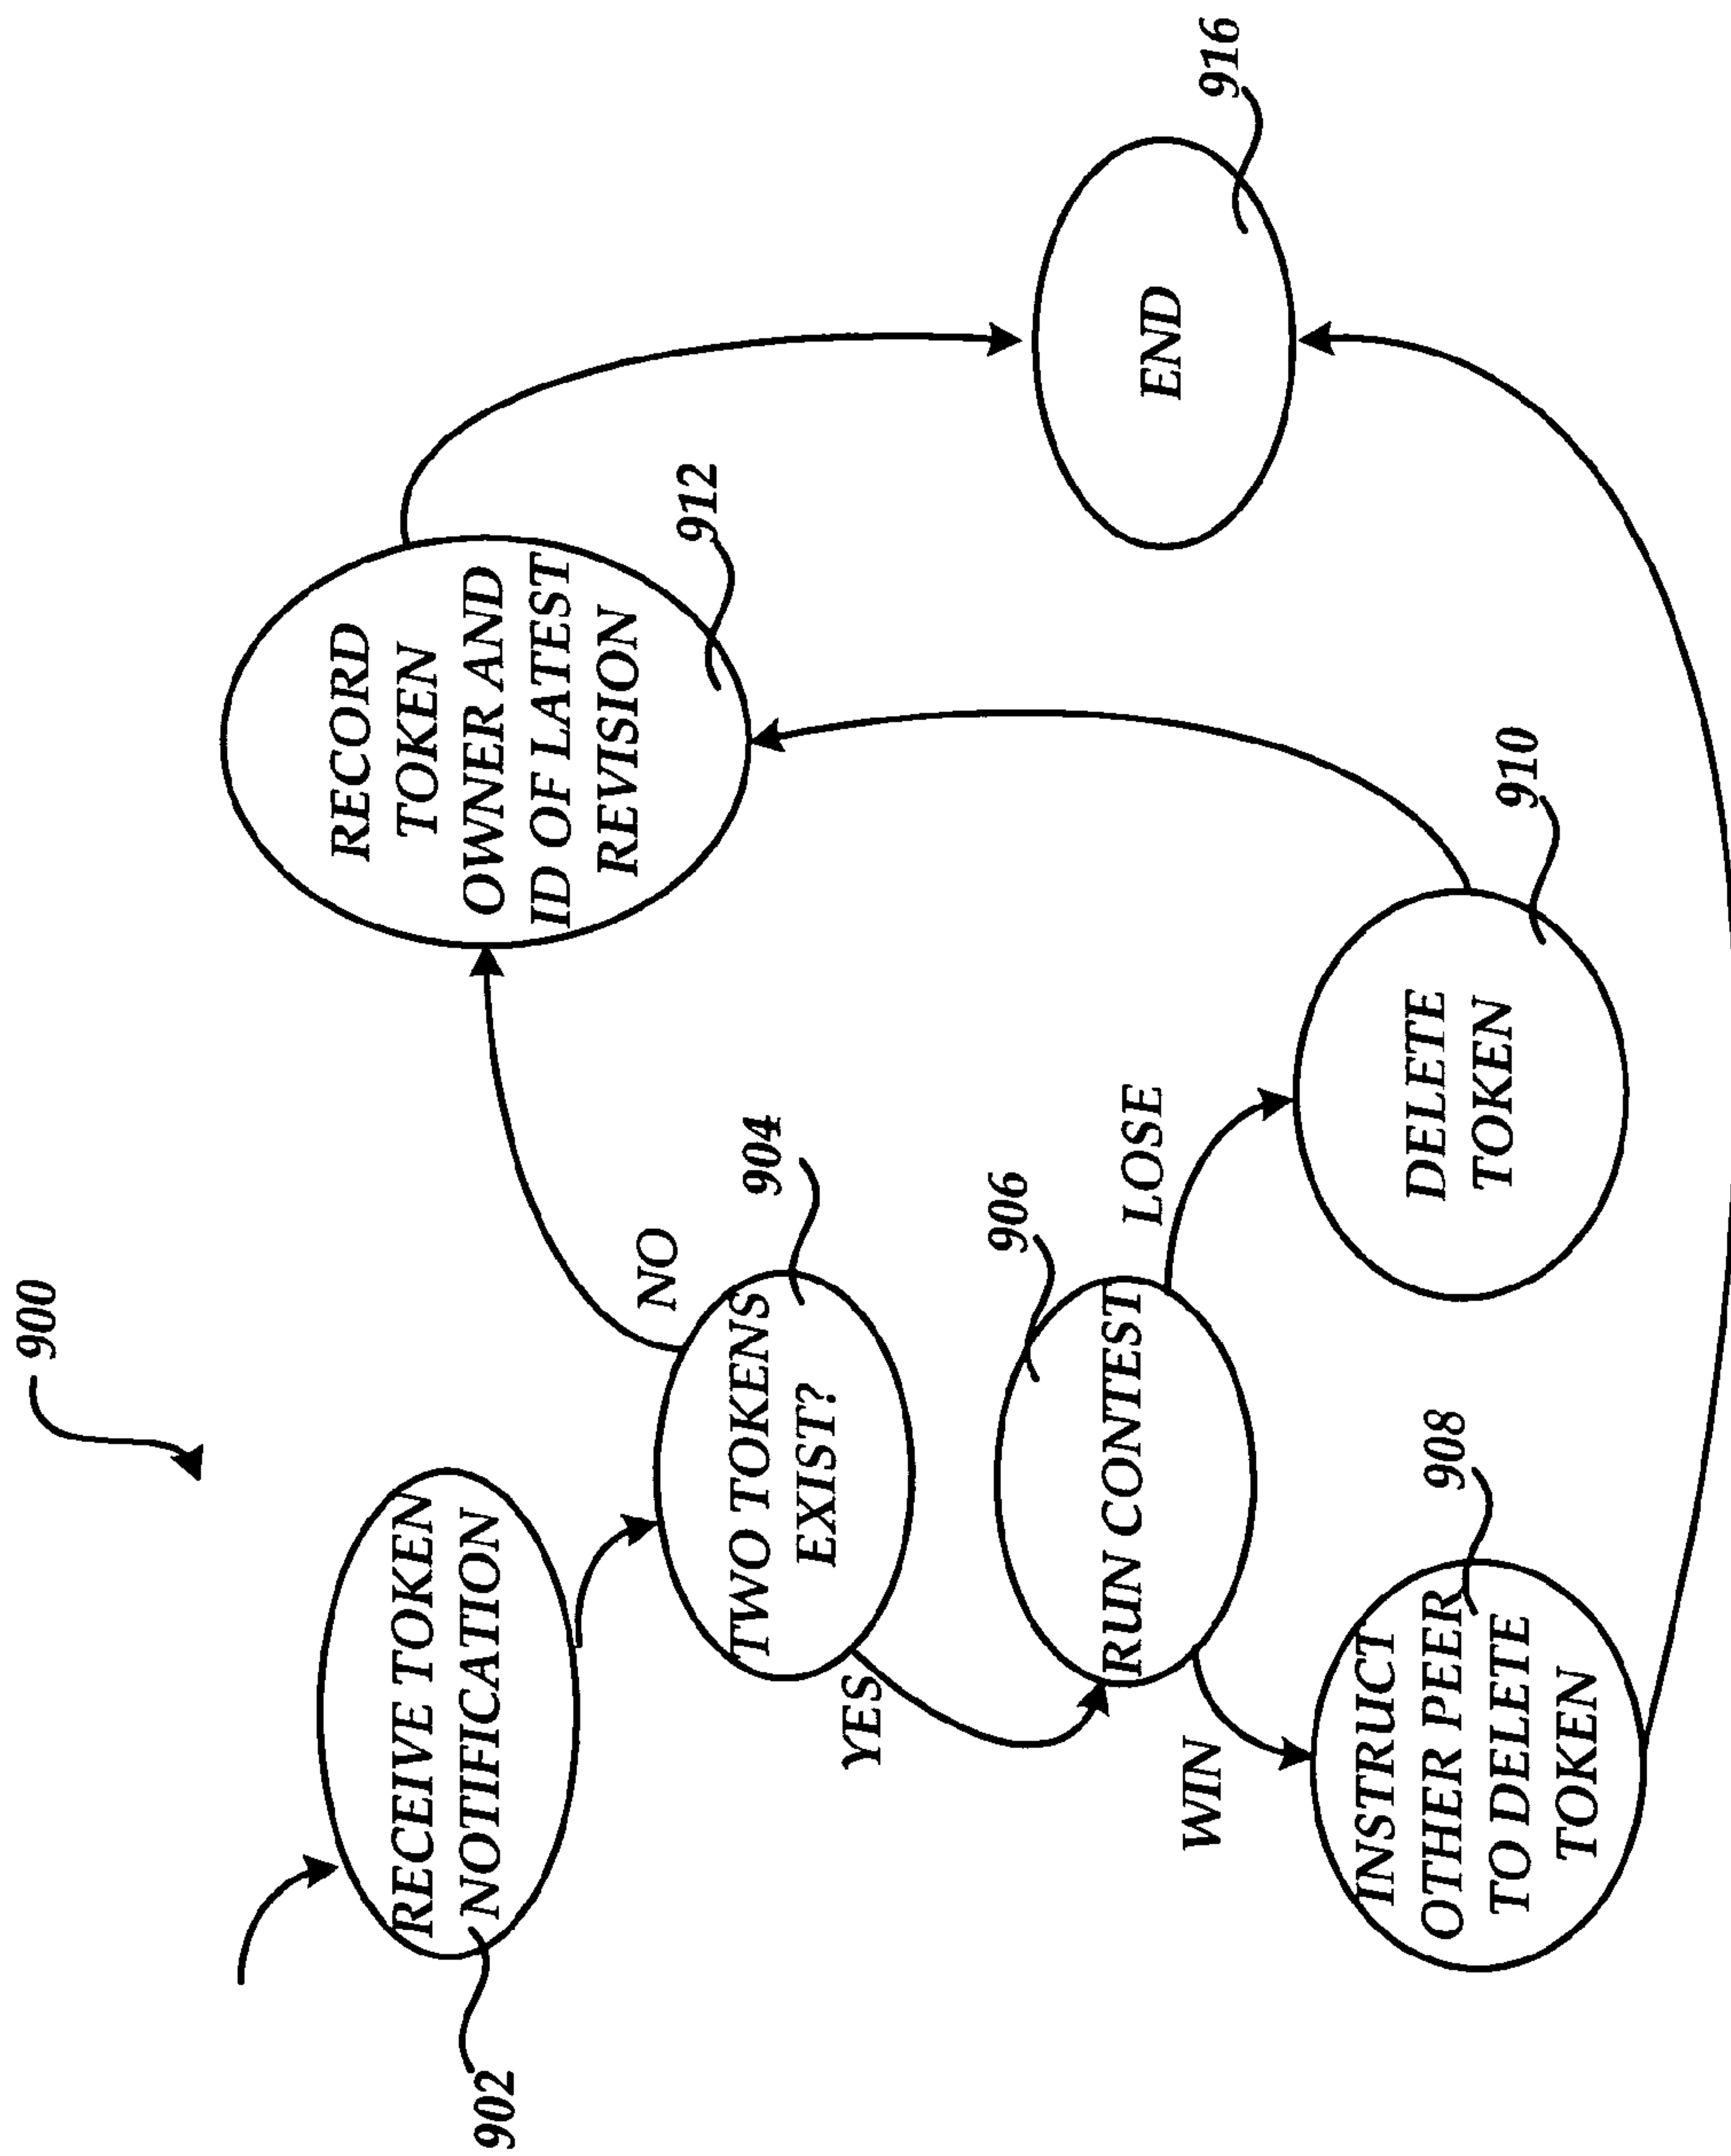 900
902
RECEIVE TOKEN
NOTIFICATION
TWO TOKENS
EXIST?
904
NO
YES
RUN CONTEST
906
WIN
LOSE
INSTRUCT
OTHER PEER
TO DELETE
TOKEN
908
DELETE
TOKEN
910
RECORD
TOKEN
OWNER AND
ID OF LATEST
REVISION
912
END
916